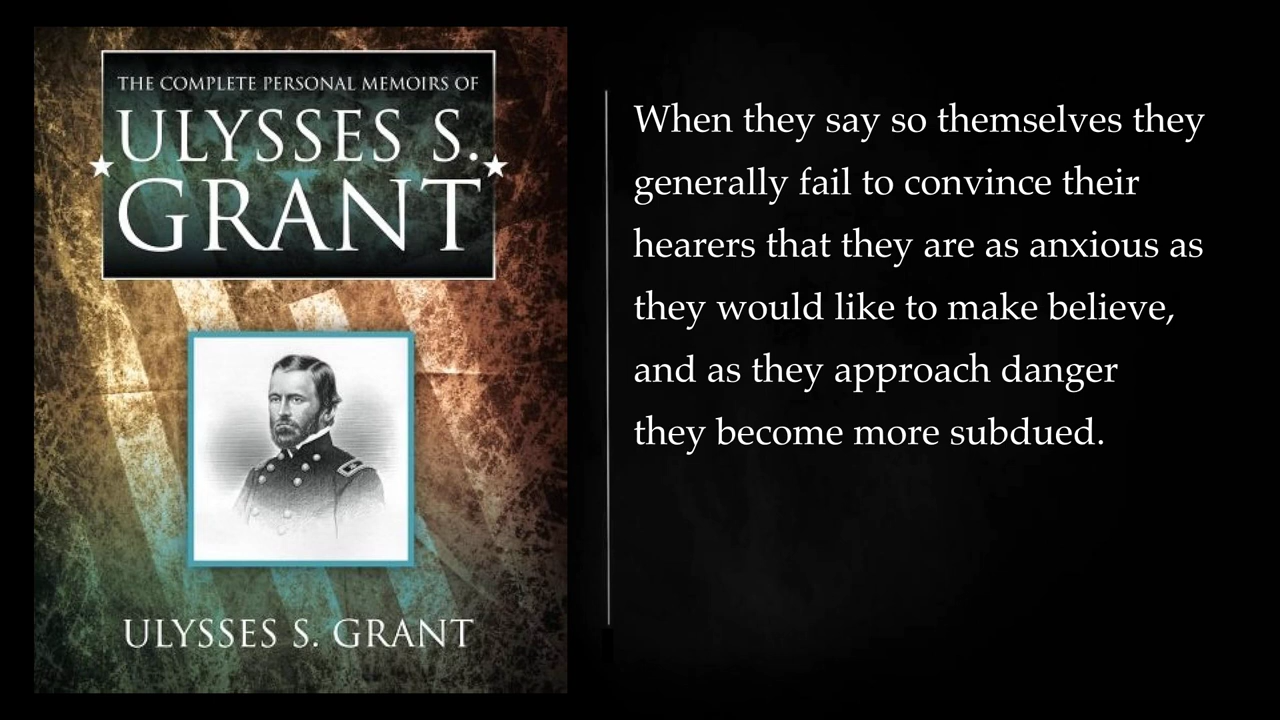 THE COMPLETE PERSONAL MEMOIRS OF
ULYSSES S.
GRANT
ULYSSES S. GRANT
When they say so themselves they
generally fail to convince their
hearers that they are as anxious as
they would like to make believe,
and as they approach danger
they become more subdued.